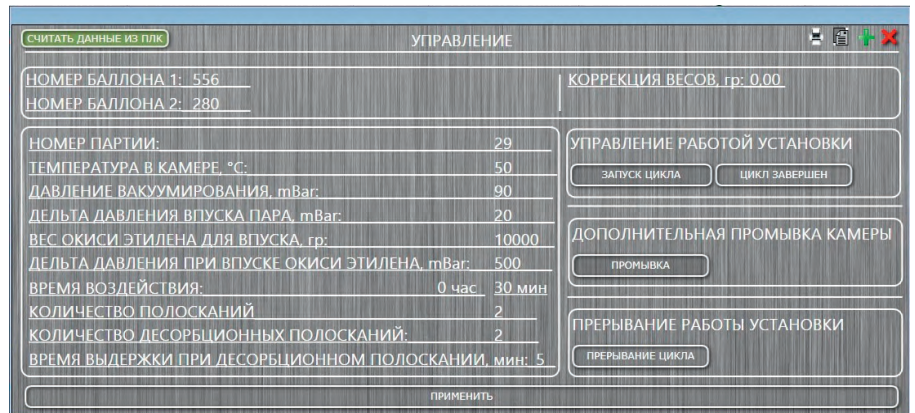 СЧИТАТЬ ДАННЫЕ ИЗ ПЛК
УПРАВЛЕНИЕ
НОМЕР БАЛЛОНА 1: 556
НОМЕР БАЛЛОНА 2: 280
КОРРЕКЦИЯ ВЕСОВ, гр: 0,00
НОМЕР ПАРТИИ: 29
ТЕМПЕРАТУРА В КАМЕРЕ, °C: 50
ДАВЛЕНИЕ ВАКУУМИРОВАНИЯ, mBar: 90
ДЕЛЬТА ДАВЛЕНИЯ ВПУСКА ПАРА, mBar: 20
ВЕС ОКИСИ ЭТИЛЕНА ДЛЯ ВПУСКА, гр: 10000
ДЕЛЬТА ДАВЛЕНИЯ ПРИ ВПУСКЕ ОКИСИ ЭТИЛЕНА, mBar: 500
ВРЕМЯ ВОЗДЕЙСТВИЯ: 0 час 30 мин
КОЛИЧЕСТВО ПОЛОСКАНИЙ 2
КОЛИЧЕСТВО ДЕСОРБЦИОННЫХ ПОЛОСКАНИЙ: 2
ВРЕМЯ ВЫДЕРЖКИ ПРИ ДЕСОРБЦИОННОМ ПОЛОСКАНИИ, мин: 5
УПРАВЛЕНИЕ РАБОТОЙ УСТАНОВКИ
ЗАПУСК ЦИКЛА
ЦИКЛ ЗАВЕРШЕН
ДОПОЛНИТЕЛЬНАЯ ПРОМЫВКА КАМЕРЫ
ПРОМЫВКА
ПРЕРЫВАНИЕ РАБОТЫ УСТАНОВКИ
ПРЕРЫВАНИЕ ЦИКЛА
ПРИМЕНИТЬ